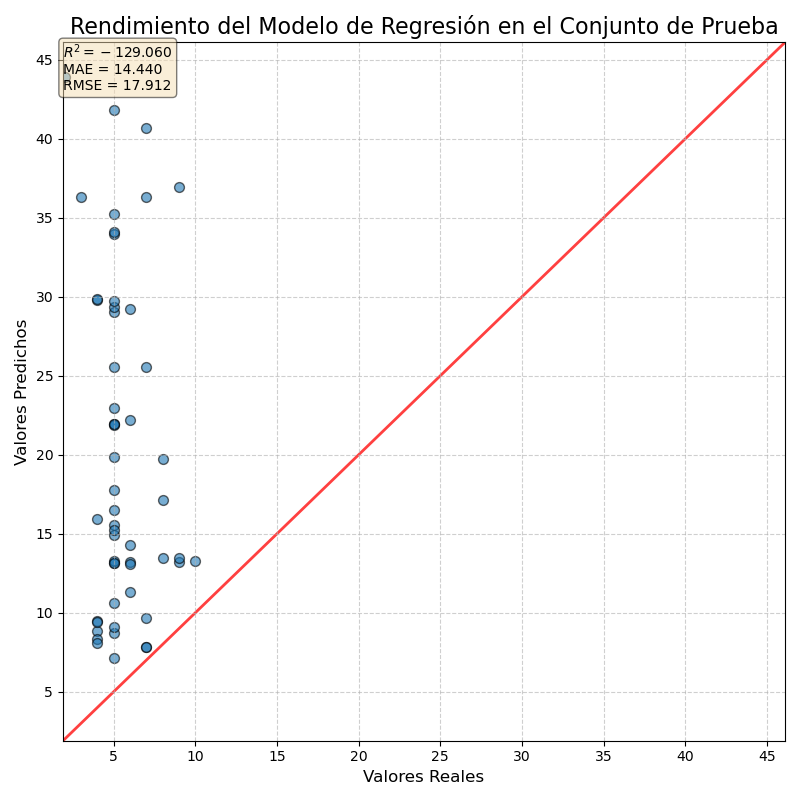 Rendimiento del Modelo de Regresión en el Conjunto de Prueba
R² = −129.060
MAE = 14.440
RMSE = 17.912
45
40
35
30
25
20
15
10
5
Valores Predichos
5 10 15 20 25 30 35 40 45
Valores Reales